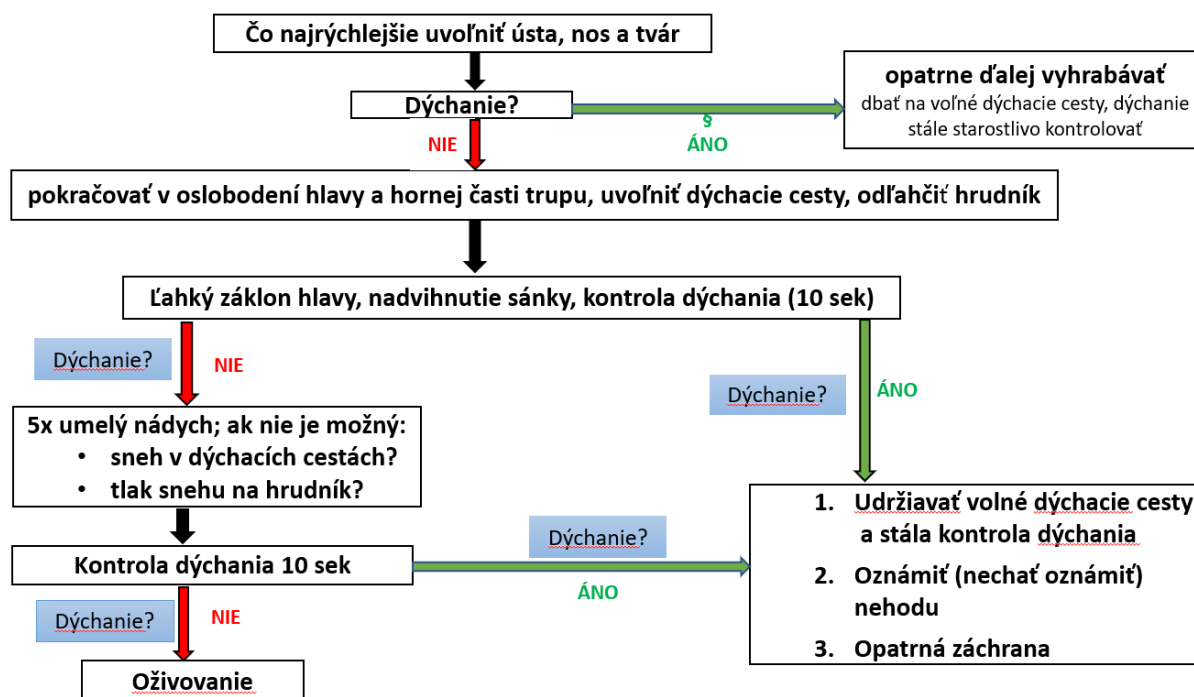 Čo najrýchlejšie uvoľniť ústa, nos a tvár
Dýchanie?
opatrne ďalej vyhrabávať
dbať na voľné dýchacie cesty, dýchanie
stále starostlivo kontrolovať
§
NIE
ÁNO
pokračovať v oslobodení hlavy a hornej časti trupu, uvoľniť dýchacie cesty, odľahčiť hrudník
Ľahký záklon hlavy, nadvihnutie sánky, kontrola dýchania (10 sek)
Dýchanie?
NIE
Dýchanie?
ÁNO
5x umelý nádych; ak nie je možný:
• sneh v dýchacích cestách?
• tlak snehu na hrudník?
Kontrola dýchania 10 sek
Dýchanie?
ÁNO
1. Udržiavať volné dýchacie cesty
a stála kontrola dýchania
2. Oznámiť (nechať oznámiť)
nehodu
3. Opatrná záchrana
Dýchanie?
NIE
Oživovanie